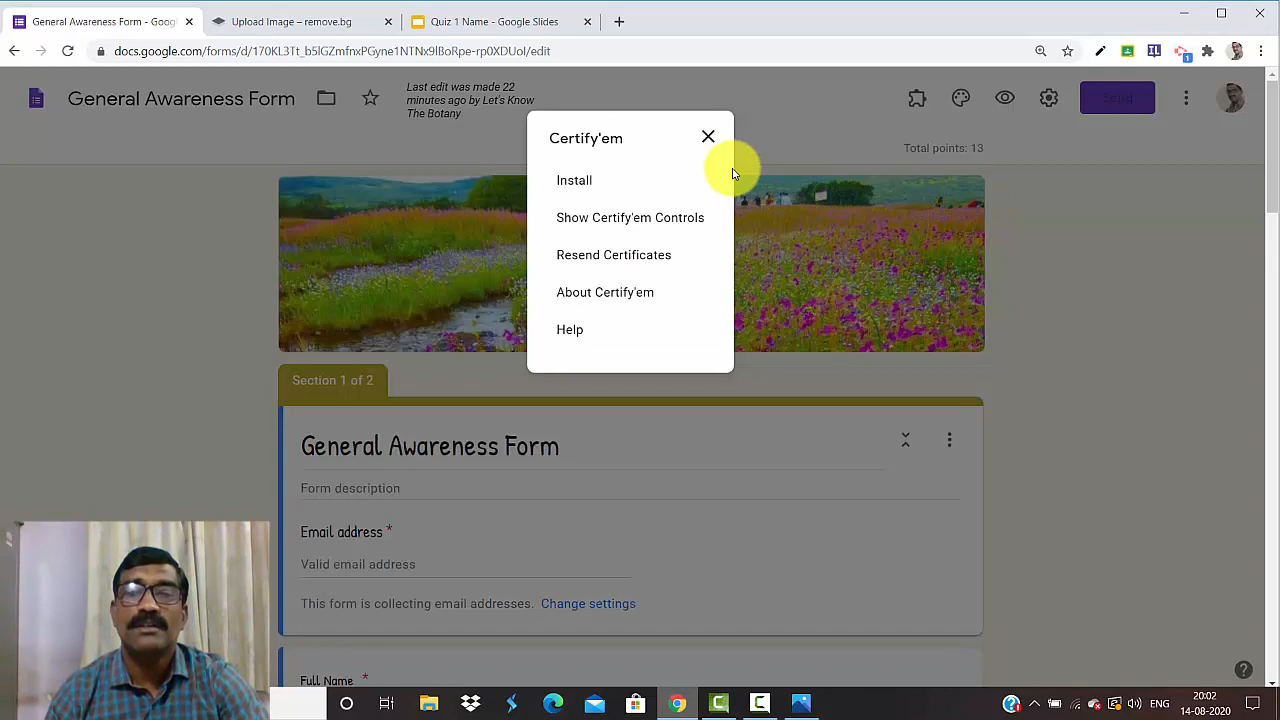 General Awareness Form - Goog
Upload Image – remove.bg
Quiz 1 Name - Google Slides
docs.google.com/forms/d/170KL3Tt_b5lGZmfnxPGyne1NTNx9lBoRpe-rp0XDUoI/edit
General Awareness Form
Last edit was made 22
minutes ago by Let's Know
The Botany
Send
Total points: 13
Certify'em
Install
Show Certify'em Controls
Resend Certificates
About Certify'em
Help
Section 1 of 2
General Awareness Form
Form description
Email address *
Valid email address
This form is collecting email addresses. Change settings
Full Name *
ENG
20:02
14-08-2020